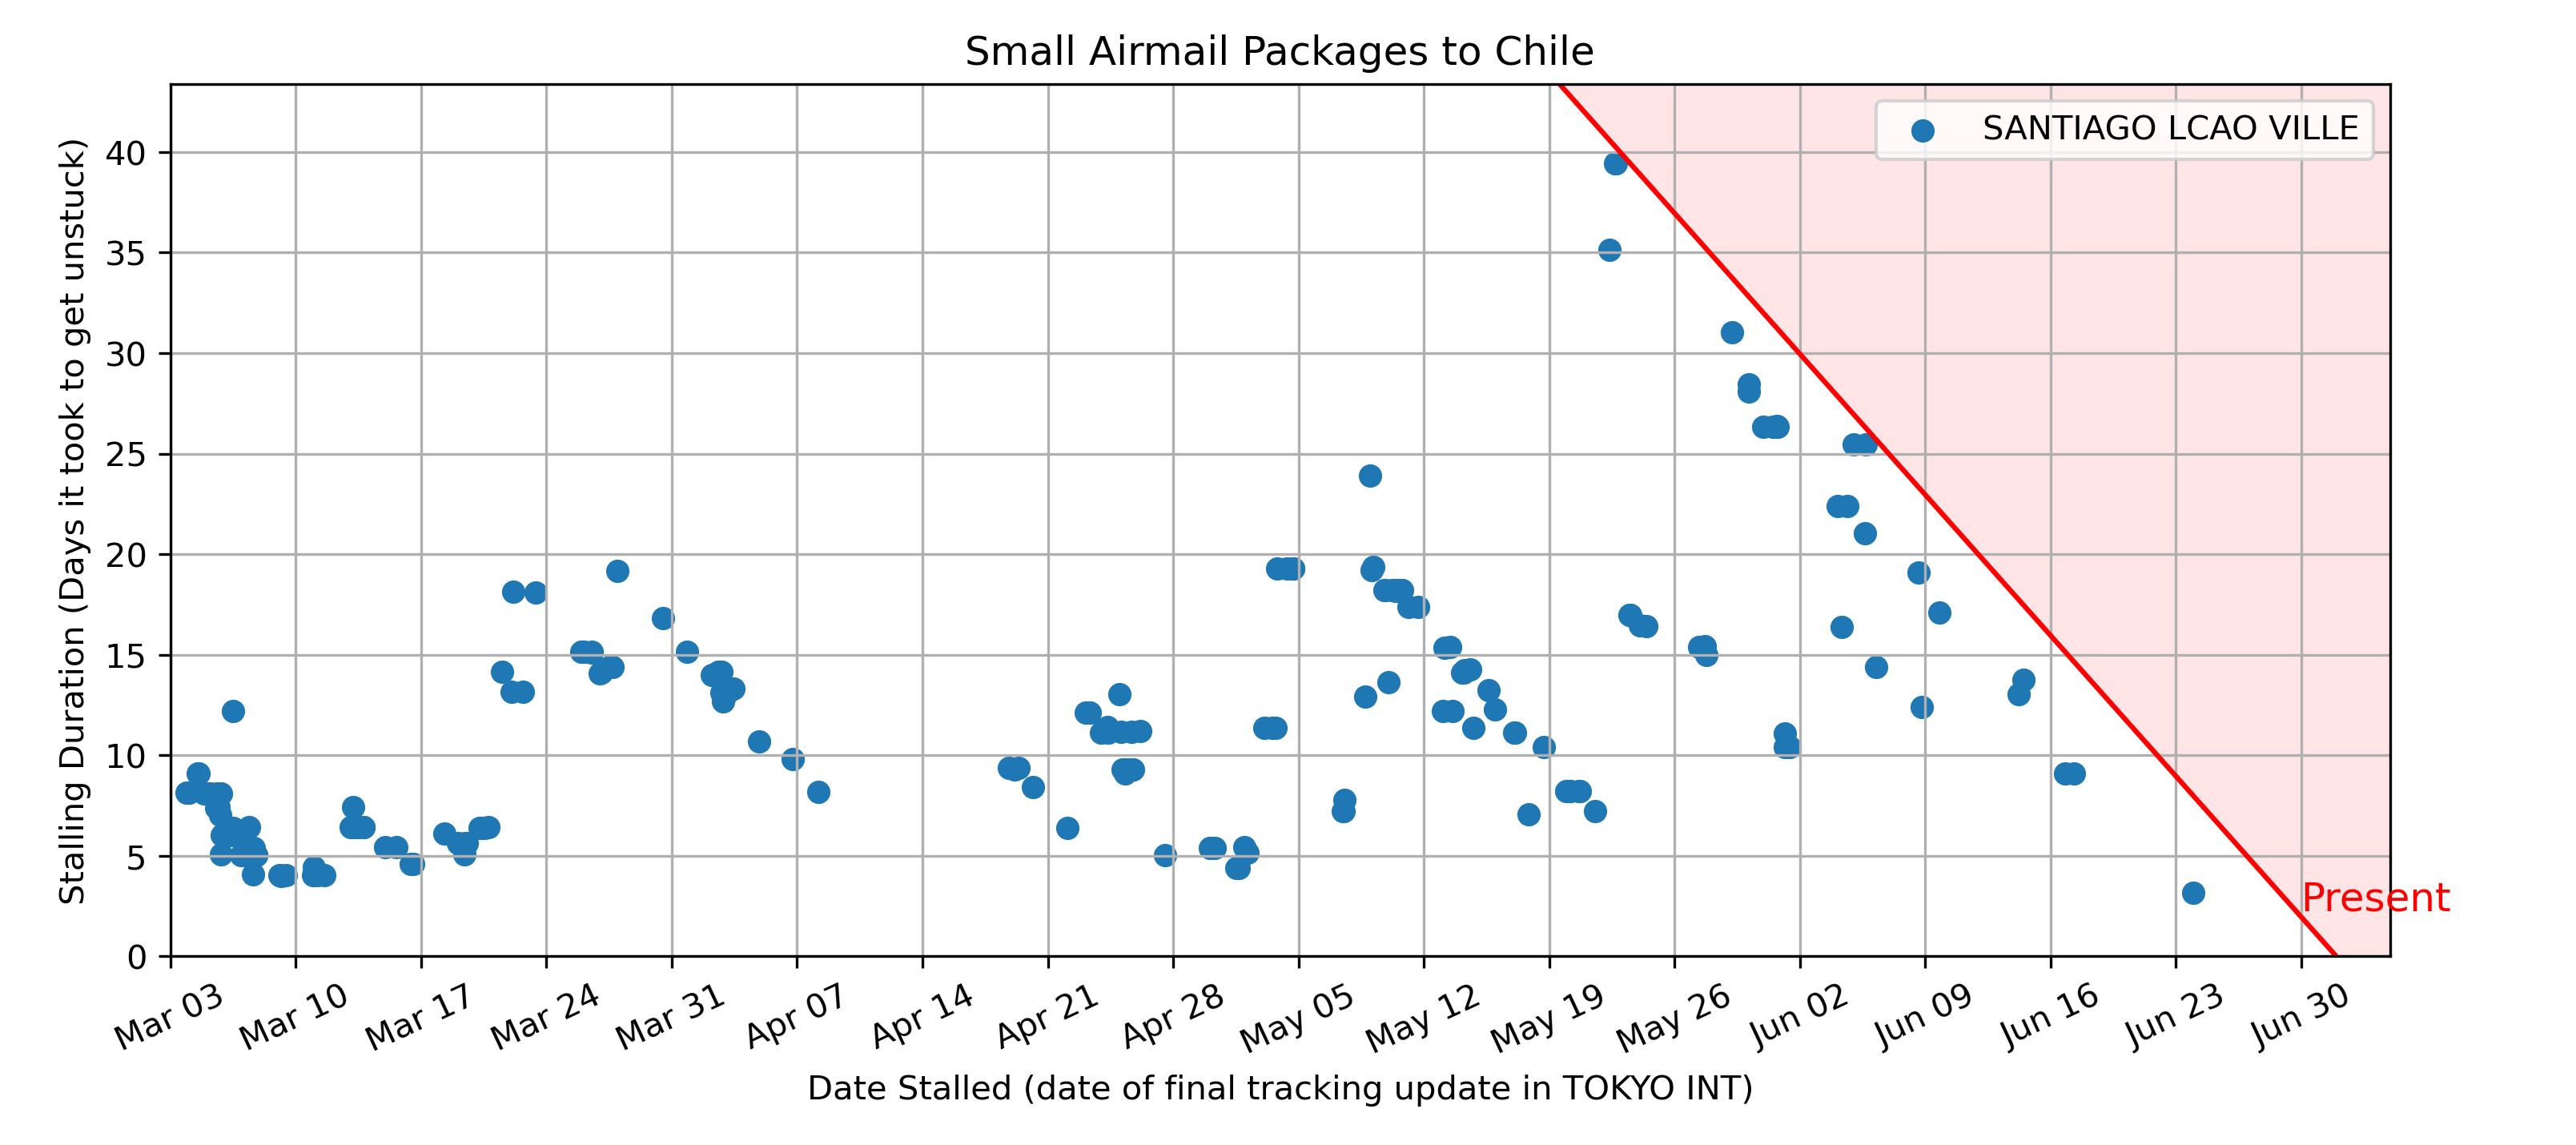 Small Airmail Packages to Chile
SANTIAGO LCAO VILLE
Stalling Duration (Days it took to get unstuck)
40
35
30
25
20
15
10
5
0
Present
Mar 03
Mar 10
Mar 17
Mar 24
Mar 31
Apr 07
Apr 14
Apr 21
Apr 28
May 05
May 12
May 19
May 26
Jun 02
Jun 09
Jun 16
Jun 23
Jun 30
Date Stalled (date of final tracking update in TOKYO INT)